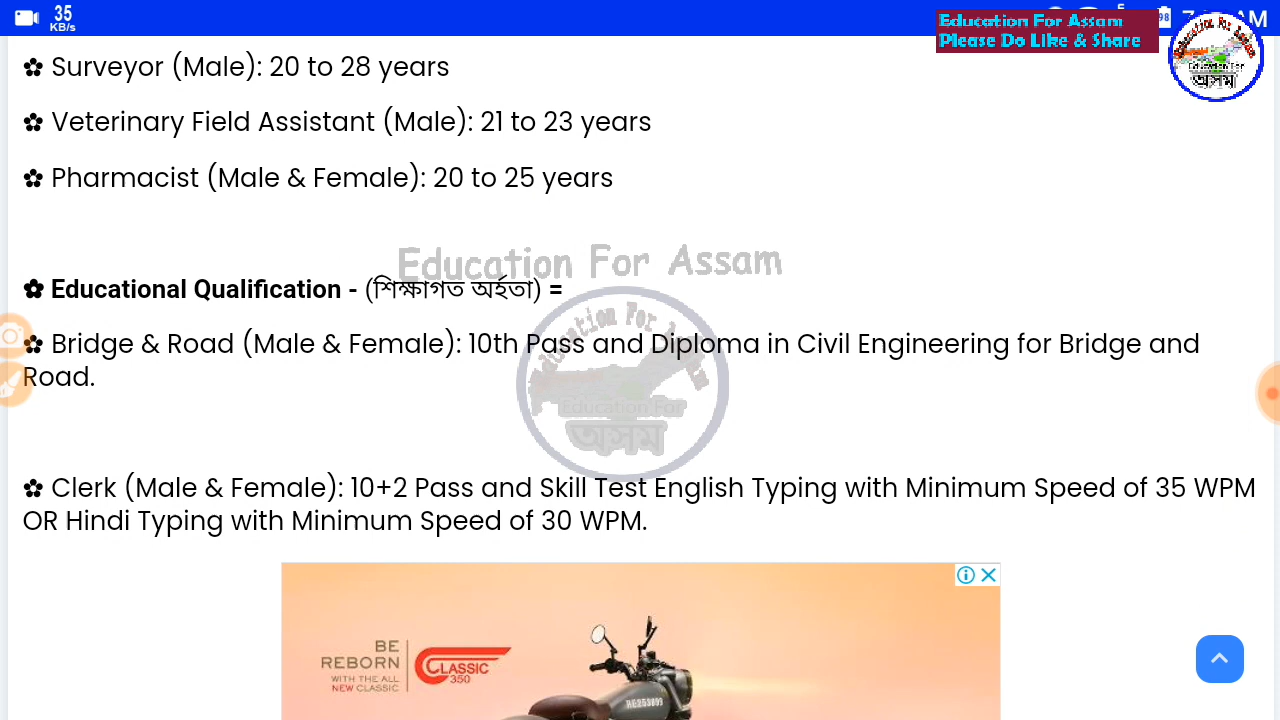 35
KB/s
Education For Assam
Please Do Like & Share
✿ Surveyor (Male): 20 to 28 years
✿ Veterinary Field Assistant (Male): 21 to 23 years
✿ Pharmacist (Male & Female): 20 to 25 years
Education For Assam
✿ Educational Qualification - (শিক্ষাগত অৰ্হতা) =
✿ Bridge & Road (Male & Female): 10th Pass and Diploma in Civil Engineering for Bridge and
Road.
Education For
অসম
✿ Clerk (Male & Female): 10+2 Pass and Skill Test English Typing with Minimum Speed of 35 WPM
OR Hindi Typing with Minimum Speed of 30 WPM.
BE
REBORN
WITH THE ALL
NEW CLASSIC
CLASSIC
350